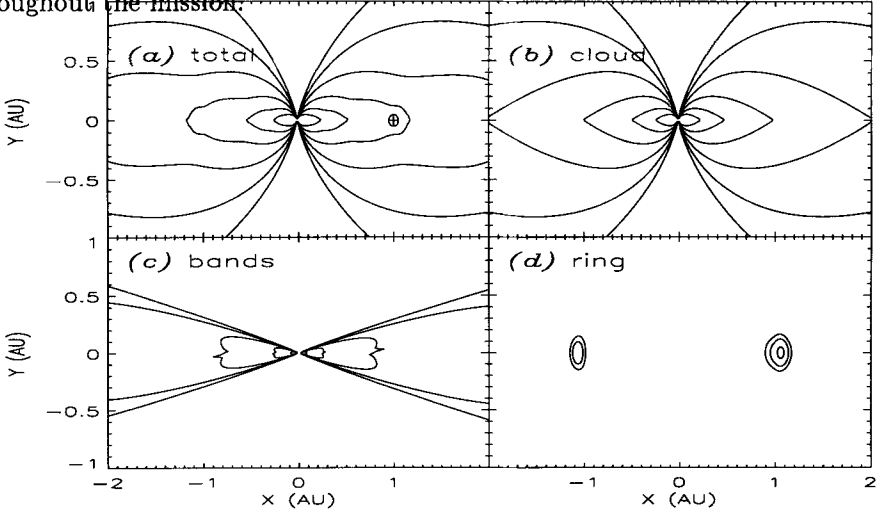 oughout the mission.
(a) total
(b) cloud
0.5
0
−0.5
Y (AU)
(c) bands
(d) ring
1
0.5
0
−0.5
−1
Y (AU)
−2
−1
0
1
−1
0
1
2
X (AU)
X (AU)